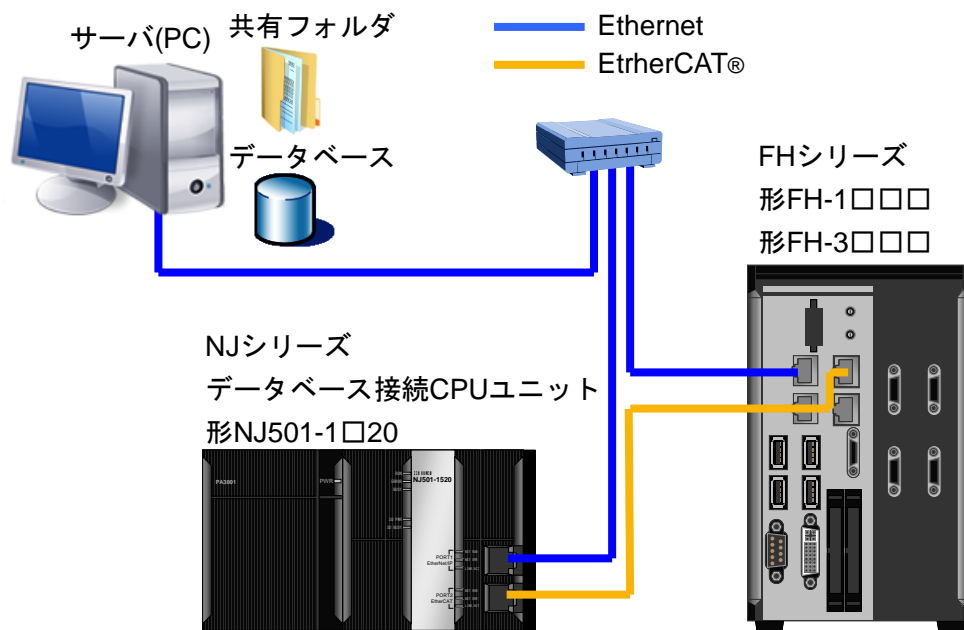 サーバ(PC)
共有フォルダ
データベース
Ethernet
EtrherCAT®
FHシリーズ
形FH-1□□□
形FH-3□□□
NJシリーズ
データベース接続CPUユニット
形NJ501-1□20
PA3001
PWR
NJ501-1520
PORT1
EtherNet/IP
PORT2
EtherCAT